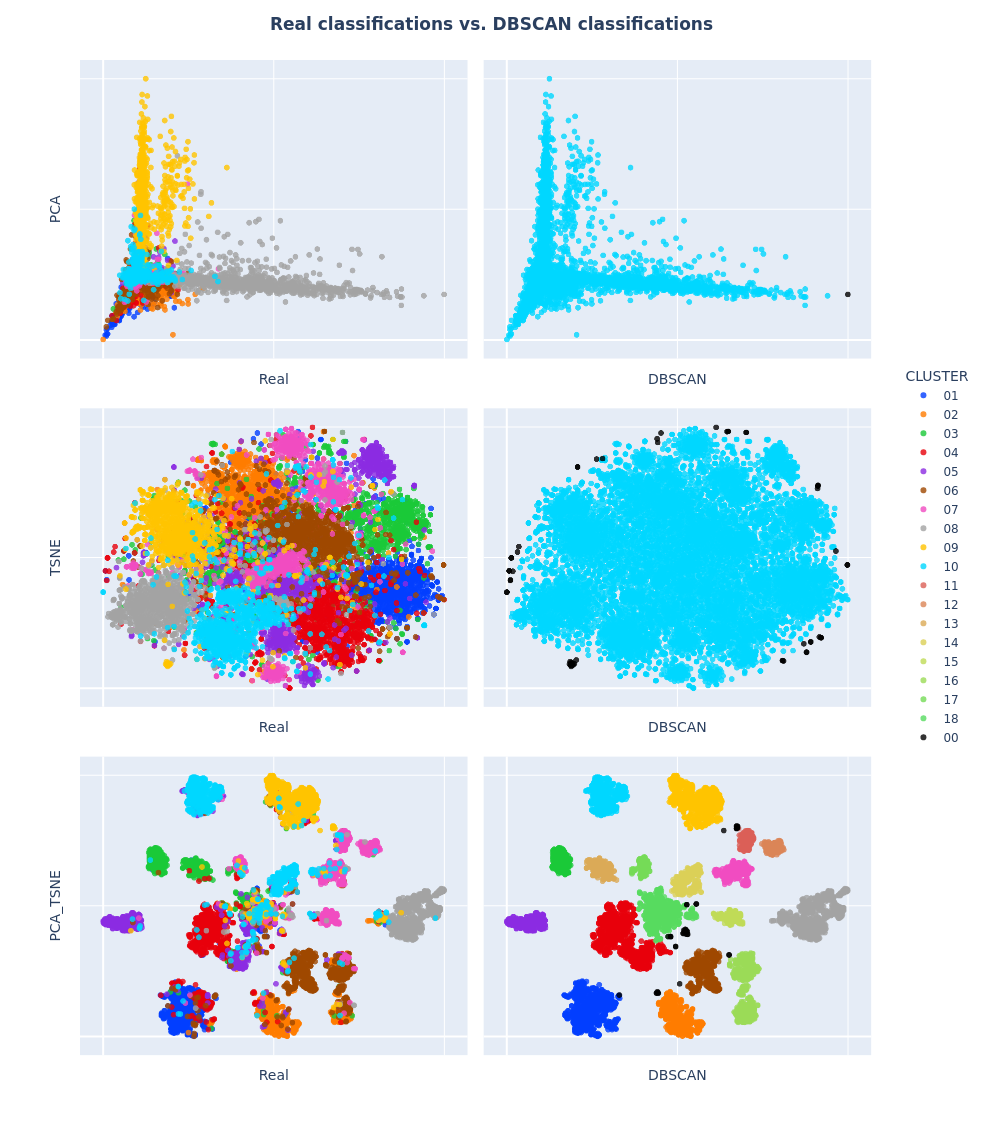 Real classifications vs. DBSCAN classifications
PCA
Real
DBSCAN
CLUSTER
01
02
03
04
05
06
07
08
09
10
11
12
13
14
15
16
17
18
00
TSNE
Real
DBSCAN
PCA_TSNE
Real
DBSCAN